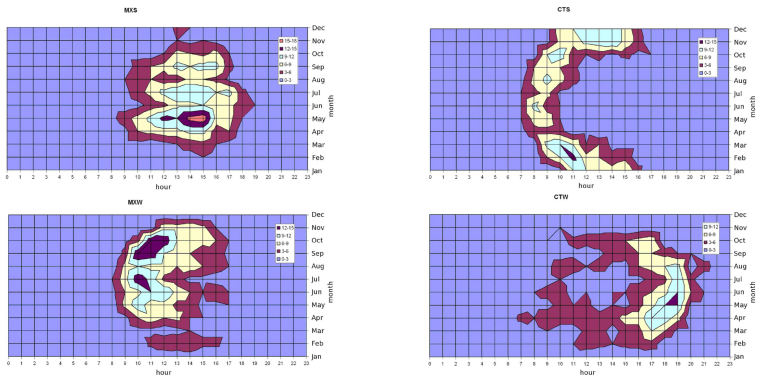 MXS
15-18
12-15
9-12
6-9
3-6
0-3
Dec
Nov
Oct
Sep
Aug
Jul
Jun
May
Apr
Mar
Feb
Jan
month
0 1 2 3 4 5 6 7 8 9 10 11 12 13 14 15 16 17 18 19 20 21 22 23
hour
CTS
12-15
9-12
6-9
3-6
0-3
Dec
Nov
Oct
Sep
Aug
Jul
Jun
May
Apr
Mar
Feb
Jan
month
0 1 2 3 4 5 6 7 8 9 10 11 12 13 14 15 16 17 18 19 20 21 22 23
hour
MXW
12-15
9-12
6-9
3-6
0-3
Dec
Nov
Oct
Sep
Aug
Jul
Jun
May
Apr
Mar
Feb
Jan
month
0 1 2 3 4 5 6 7 8 9 10 11 12 13 14 15 16 17 18 19 20 21 22 23
hour
CTW
9-12
6-9
3-6
0-3
Dec
Nov
Oct
Sep
Aug
Jul
Jun
May
Apr
Mar
Feb
Jan
month
0 1 2 3 4 5 6 7 8 9 10 11 12 13 14 15 16 17 18 19 20 21 22 23
hour